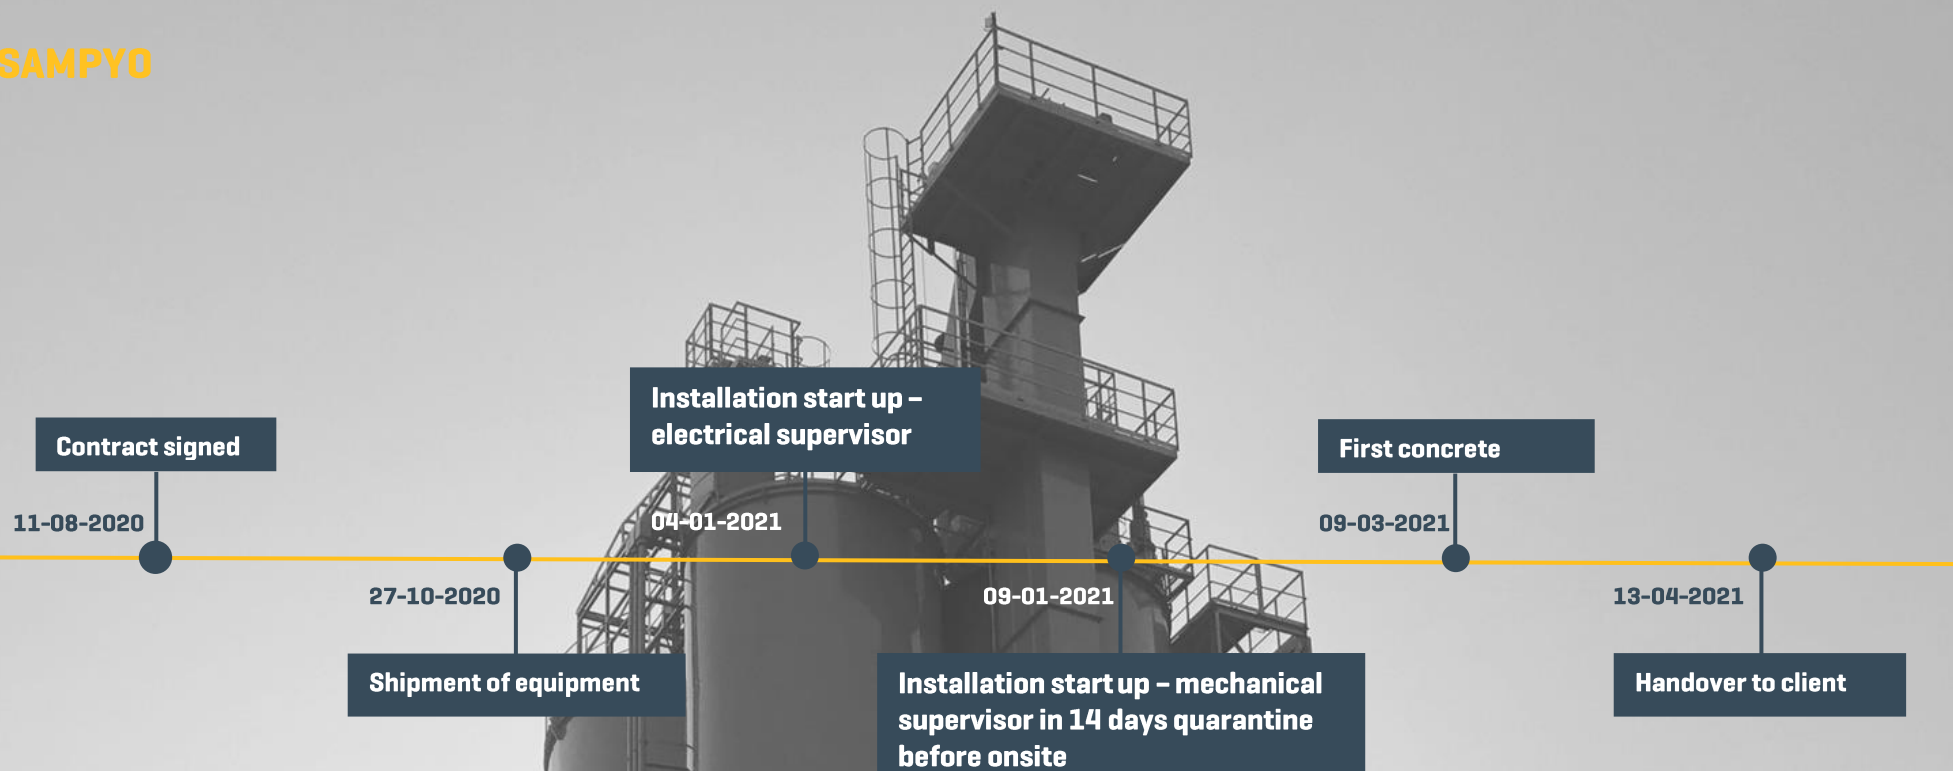 SAMPYO
Contract signed
11-08-2020
27-10-2020
Shipment of equipment
Installation start up –
electrical supervisor
04-01-2021
09-01-2021
Installation start up – mechanical
supervisor in 14 days quarantine
before onsite
First concrete
09-03-2021
13-04-2021
Handover to client